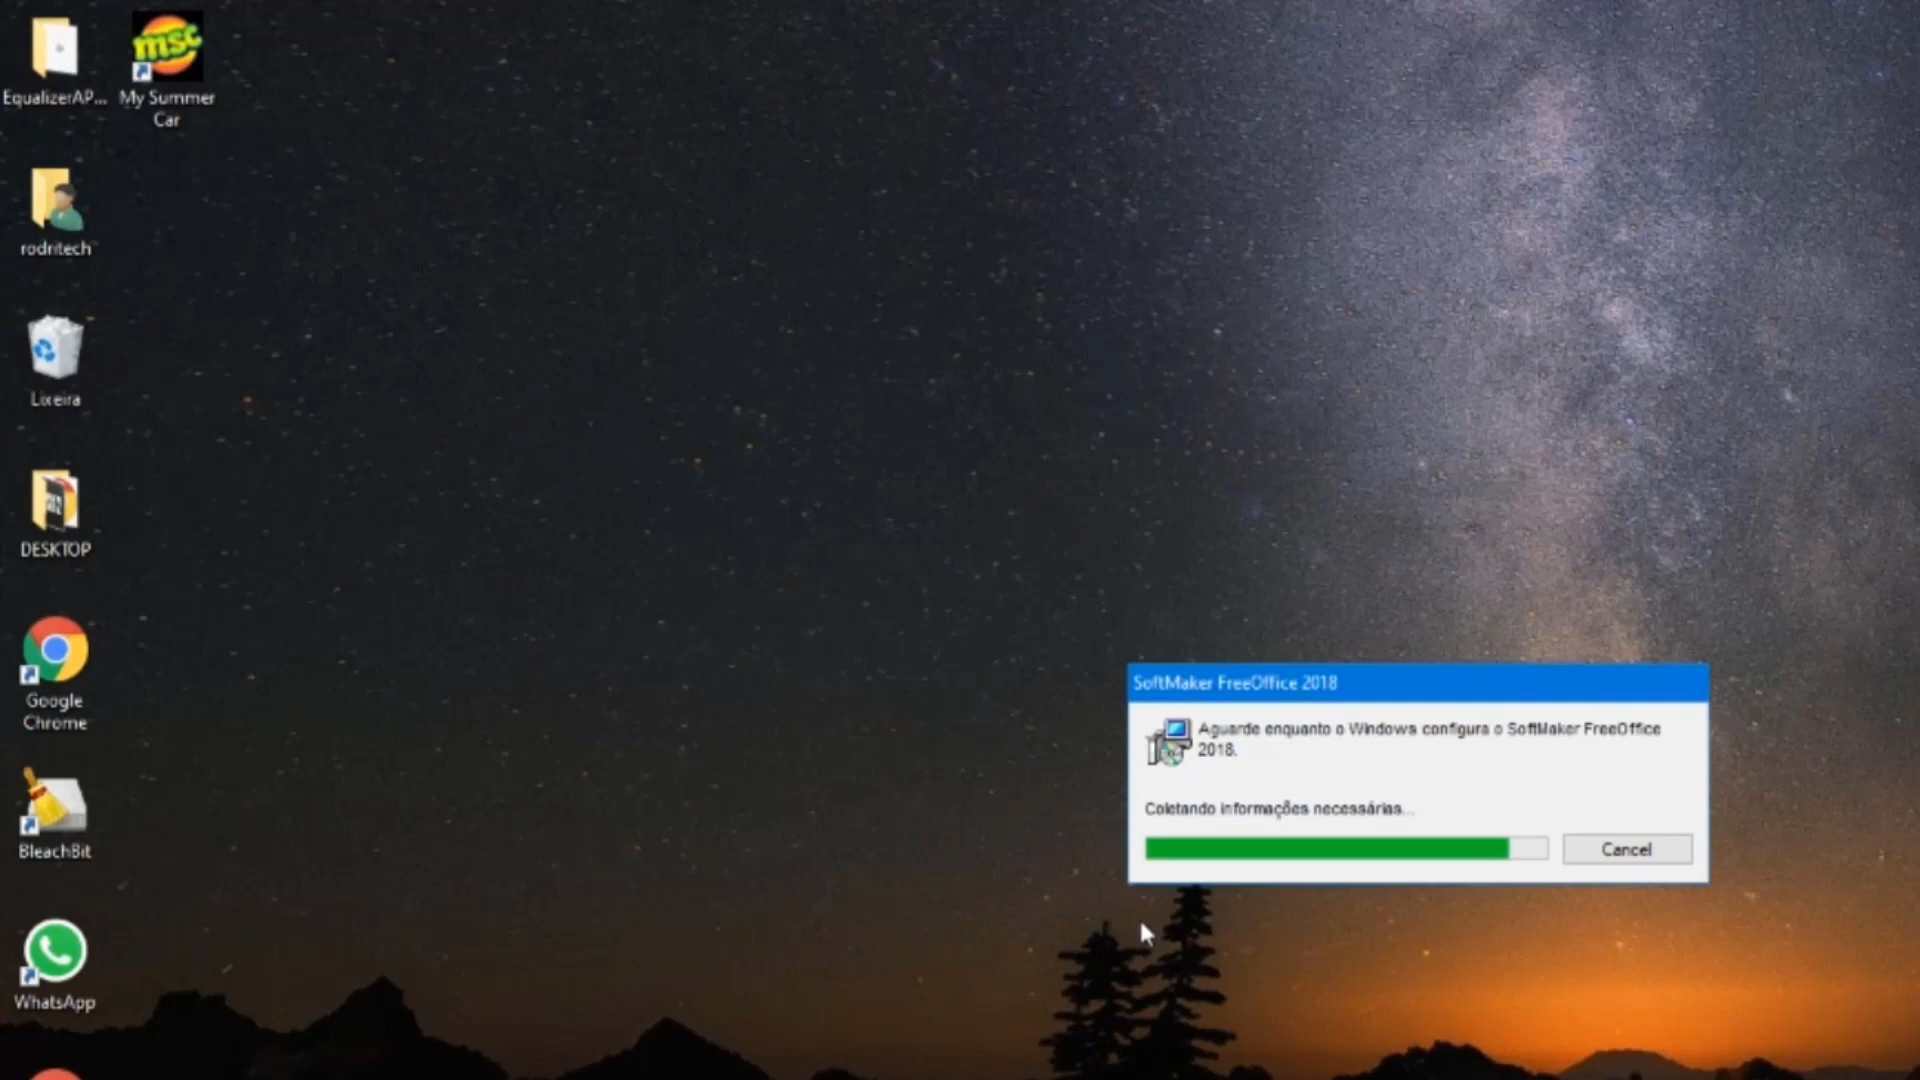 EqualizerAP...
My Summer
Car
msc
rodritech
Lixeira
DESKTOP
Google
Chrome
BleachBit
WhatsApp
SoftMaker FreeOffice 2018
Aguarde enquanto o Windows configura o SoftMaker FreeOffice
2018.
Coletando informações necessárias...
Cancel